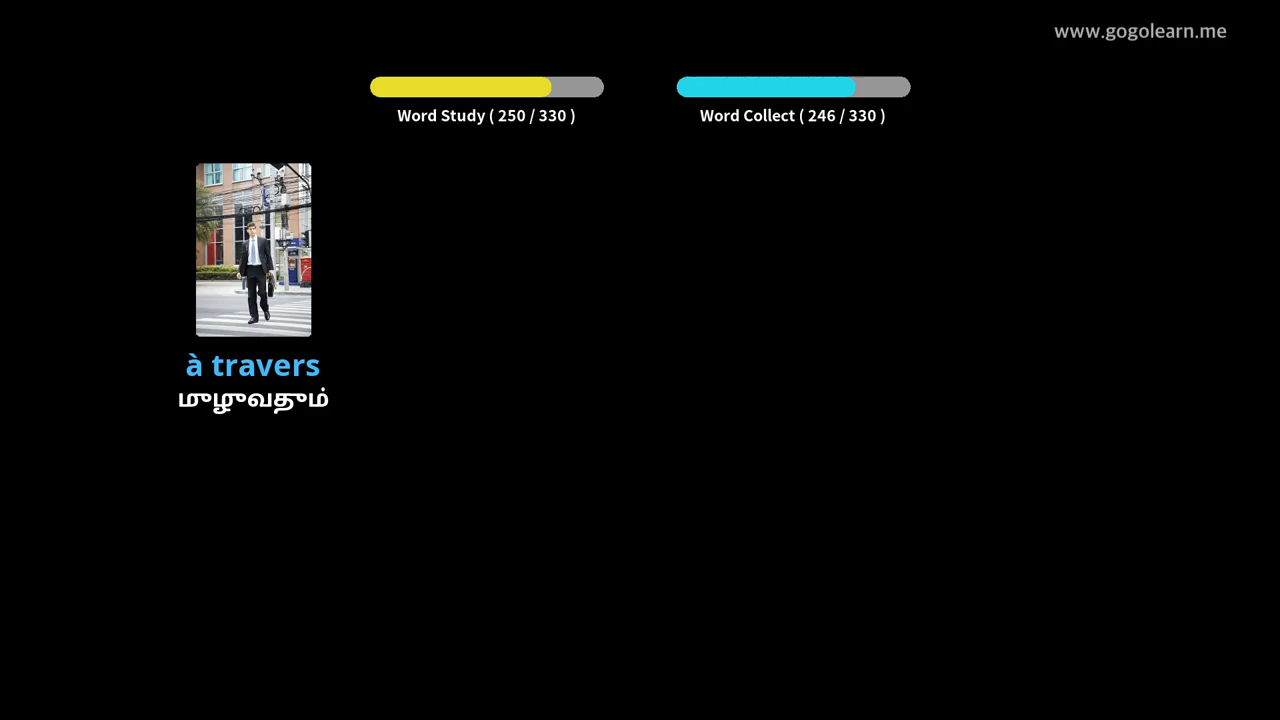 www.gogolearn.me
Word Study ( 250 / 330 )
Word Collect ( 246 / 330 )
à travers
முழுவதும்